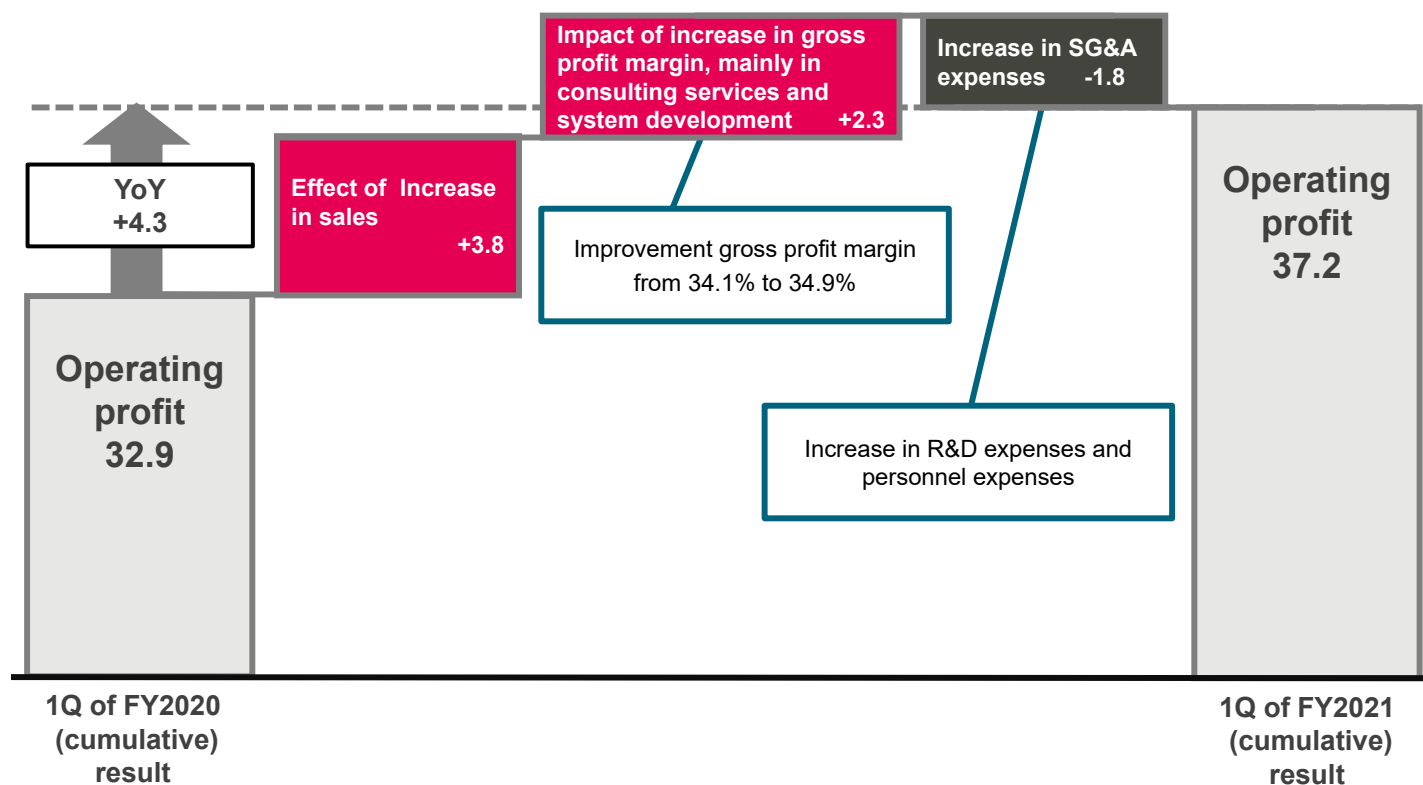 Impact of increase in gross
profit margin, mainly in
consulting services and
system development +2.3
Increase in SG&A
expenses -1.8
YoY
+4.3
Effect of Increase
in sales
+3.8
Operating
profit
37.2
Improvement gross profit margin
from 34.1% to 34.9%
Operating
profit
32.9
Increase in R&D expenses and
personnel expenses
1Q of FY2020
(cumulative)
result
1Q of FY2021
(cumulative)
result